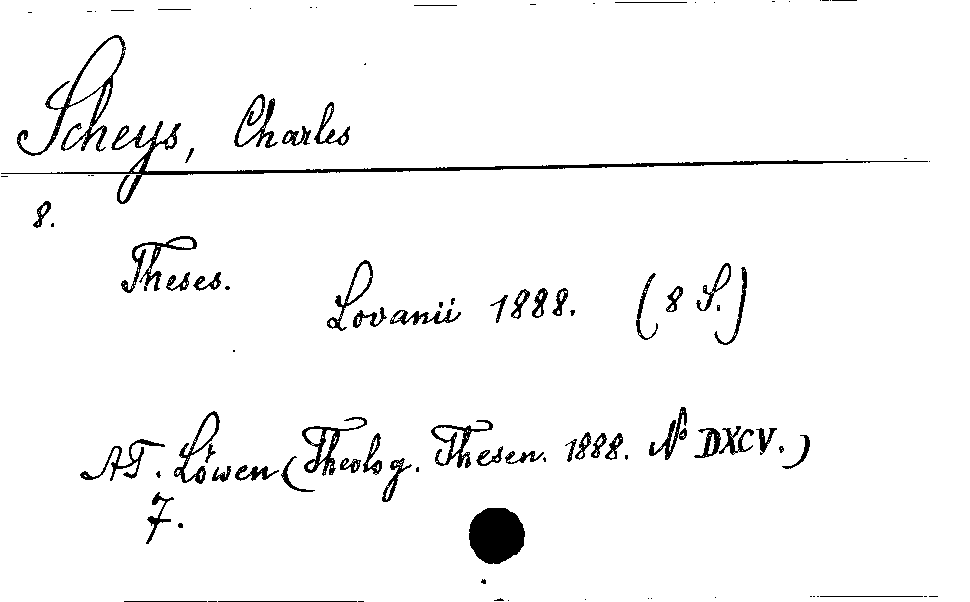 Scheys, Charles
8.
Theses.
Lovanii 1888. (8 S.)
AT. Löwen (Theolog. Thesen. 1888. No DXCV.)
7.